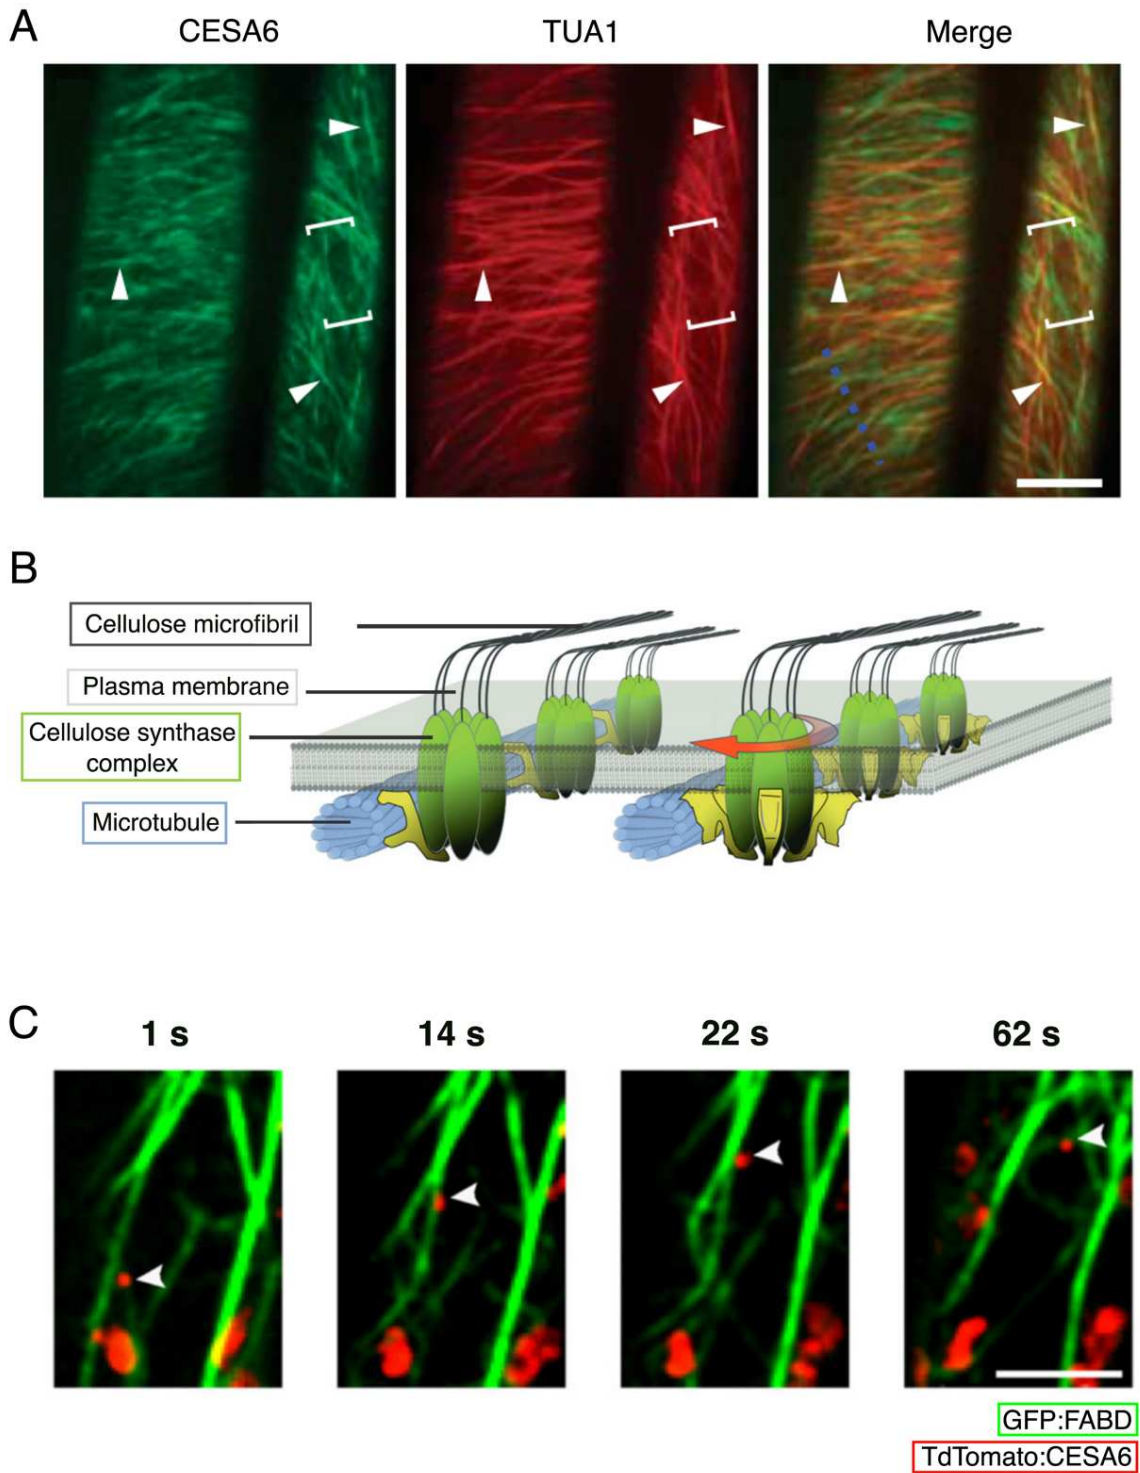 A
CESA6 TUA1 Merge
B
Cellulose microfibril
Plasma membrane
Cellulose synthase
complex
Microtubule
C
1 s 14 s 22 s 62 s
GFP:FABD
TdTomato:CESA6